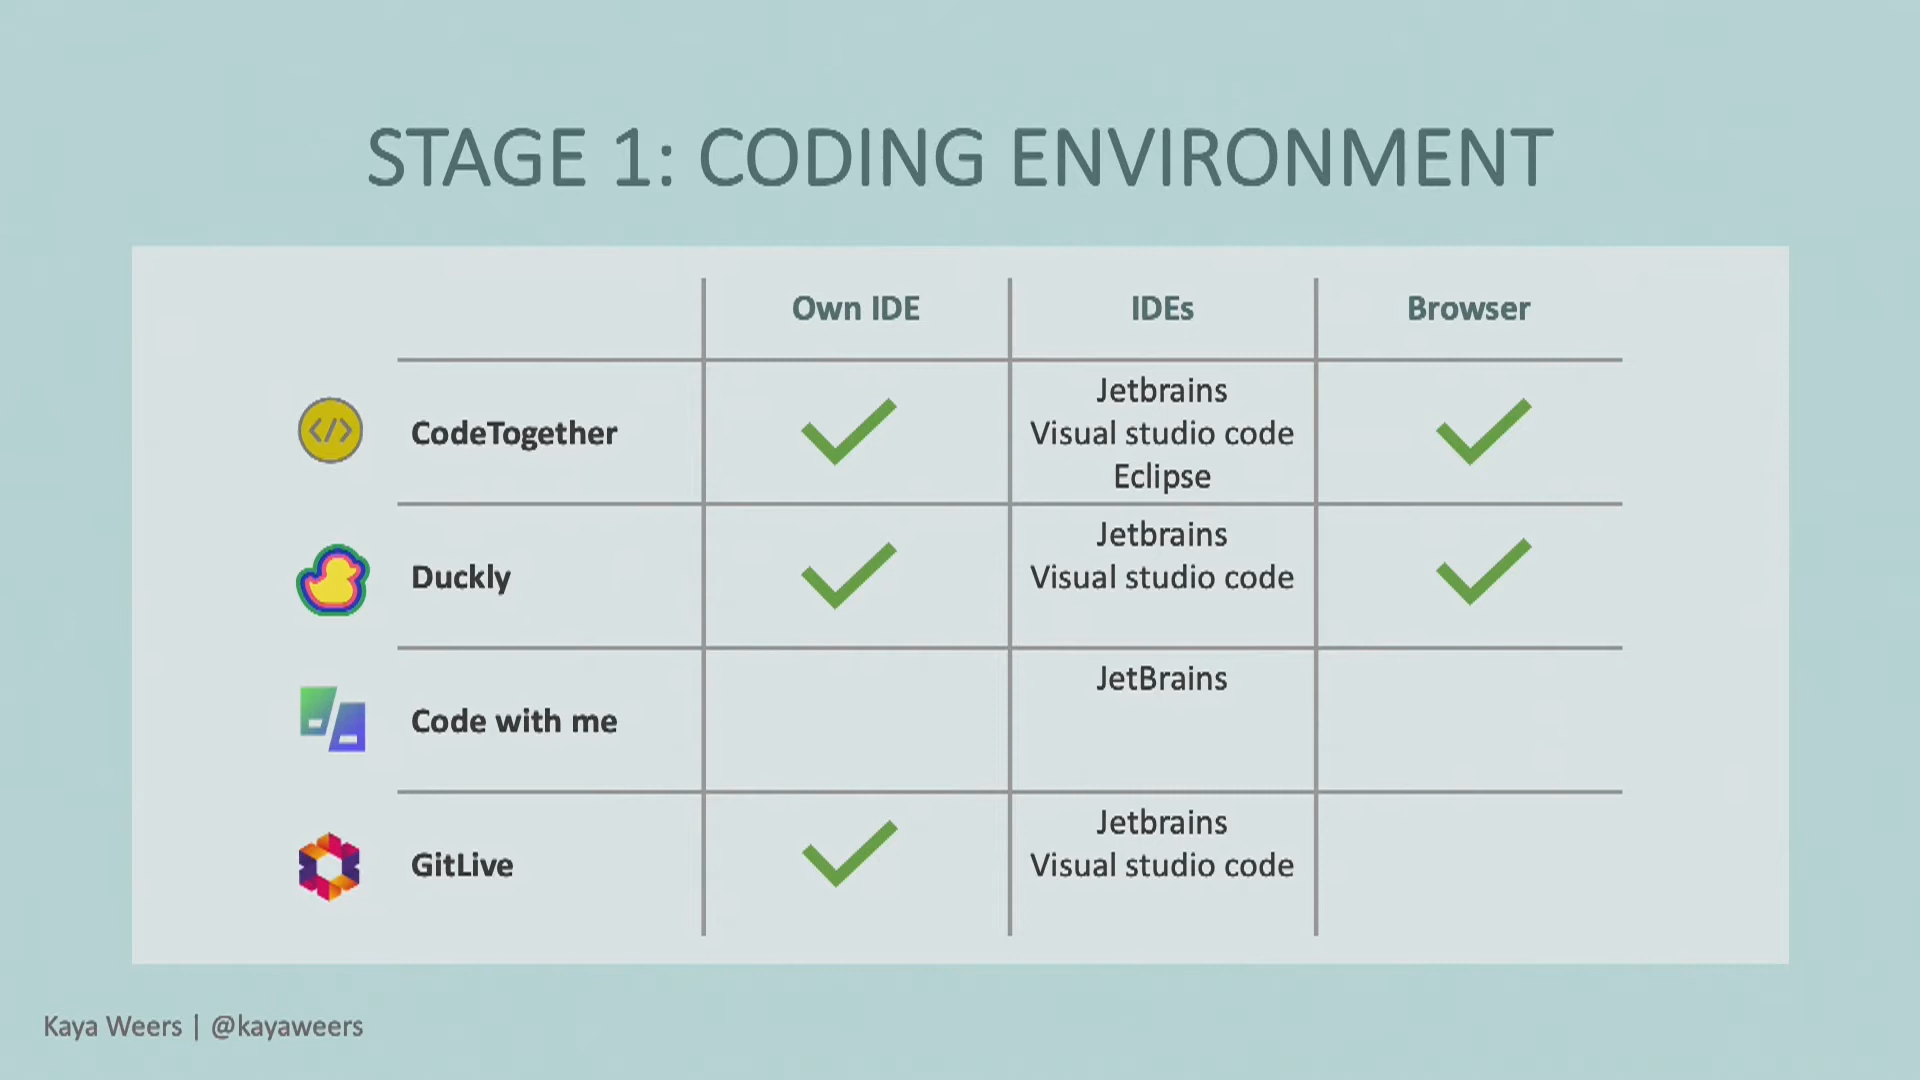 STAGE 1: CODING ENVIRONMENT
Own IDE
IDEs
Browser
CodeTogether
Jetbrains
Visual studio code
Eclipse
Duckly
Jetbrains
Visual studio code
Code with me
JetBrains
GitLive
Jetbrains
Visual studio code
Kaya Weers | @kayaweers